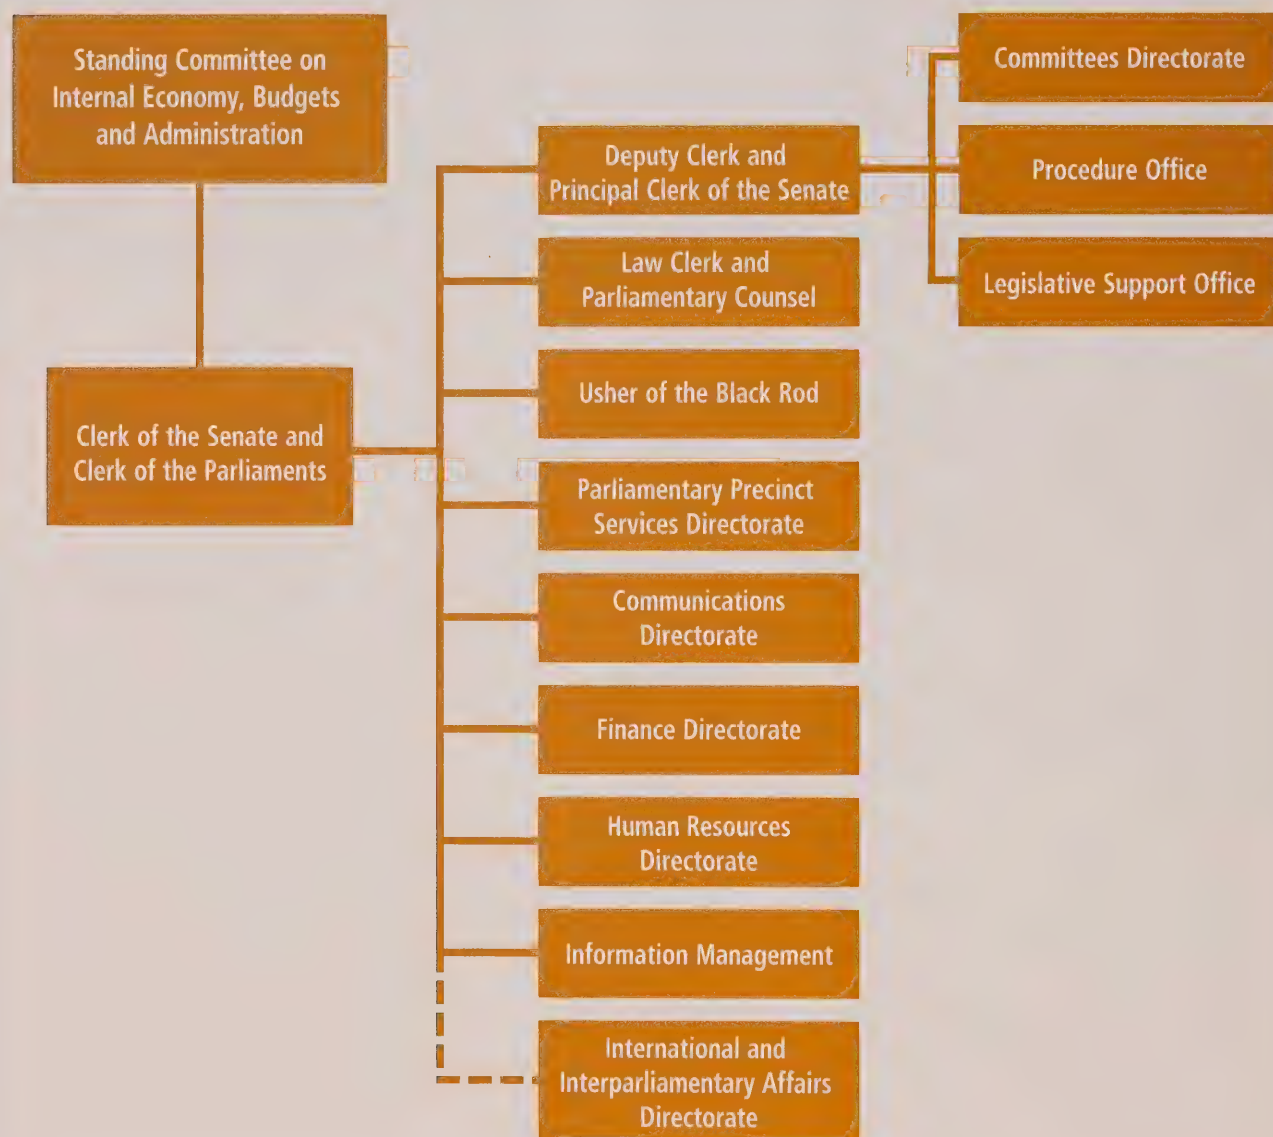 Standing Committee on
Internal Economy, Budgets
and Administration
Clerk of the Senate and
Clerk of the Parliaments
Deputy Clerk and
Principal Clerk of the Senate
Law Clerk and
Parliamentary Counsel
Usher of the Black Rod
Parliamentary Precinct
Services Directorate
Communications
Directorate
Finance Directorate
Human Resources
Directorate
Information Management
International and
Interparliamentary Affairs
Directorate
Committees Directorate
Procedure Office
Legislative Support Office